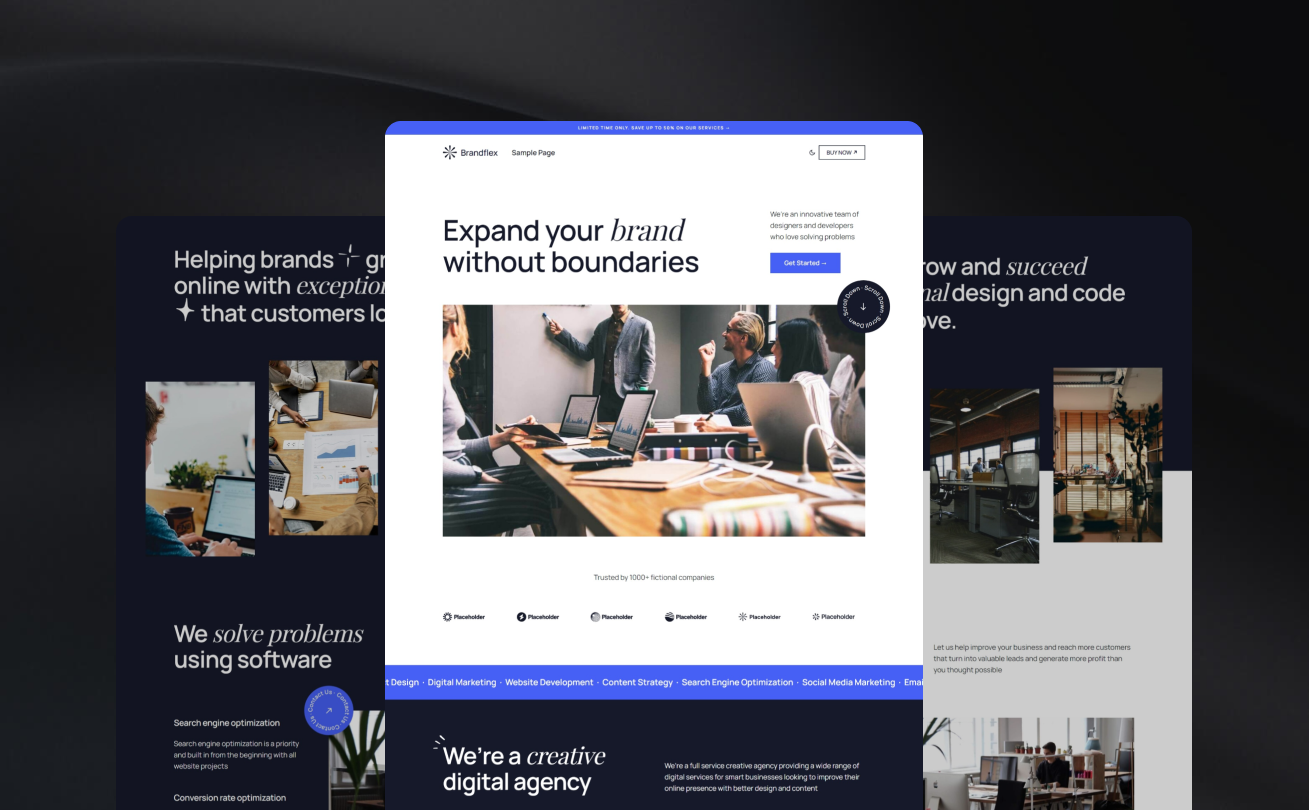 LIMITED TIME ONLY. SAVE UP TO 50% ON OUR SERVICES →
Brandflex
Sample Page
BUY NOW ↗
Expand your brand
without boundaries
We're an innovative team of
designers and developers
who love solving problems
Get Started →
Scroll Down · Scroll Down · Scroll Down
Trusted by 1000+ fictional companies
Placeholder
Placeholder
Placeholder
Placeholder
Placeholder
Placeholder
t Design · Digital Marketing · Website Development · Content Strategy · Search Engine Optimization · Social Media Marketing · Emai
We're a creative
digital agency
We're a full service creative agency providing a wide range of
digital services for smart businesses looking to improve their
online presence with better design and content
Helping brands gr
online with exception
that customers lo
We solve problems
using software
Contact Us · Contact Us · Contact Us
Search engine optimization
Search engine optimization is a priority
and built in from the beginning with all
website projects
Conversion rate optimization
row and succeed
nal design and code
ove.
Let us help improve your business and reach more customers
that turn into valuable leads and generate more profit than
you thought possible